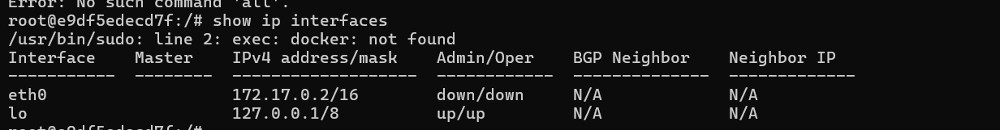 Error: No such command 'all'.
root@e9df5edecd7f:/# show ip interfaces
/usr/bin/sudo: line 2: exec: docker: not found
Interface    Master    IPv4 address/mask    Admin/Oper    BGP Neighbor    Neighbor IP
-----------  --------  -------------------  ------------  --------------  -------------
eth0                   172.17.0.2/16        down/down     N/A             N/A
lo                     127.0.0.1/8          up/up         N/A             N/A
root@e9df5edecd7f:/#